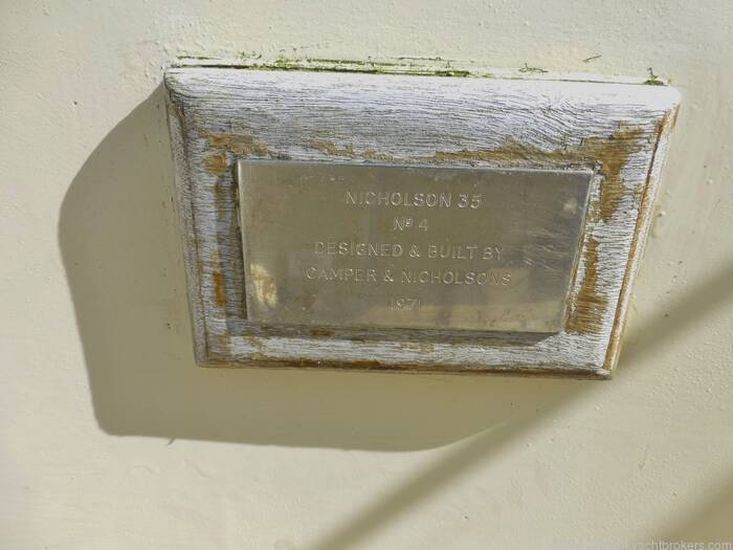 NICHOLSON 35
Nº 4
DESIGNED & BUILT BY
CAMPER & NICHOLSONS
1971